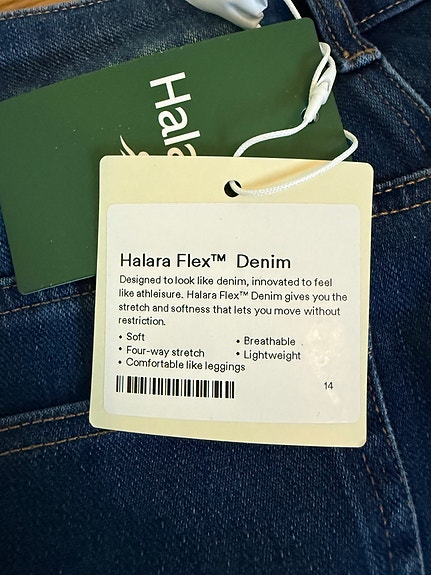 Hala
Halara Flex™ Denim
Designed to look like denim, innovated to feel
like athleisure. Halara Flex™ Denim gives you the
stretch and softness that lets you move without
restriction.
• Soft
• Four-way stretch
• Comfortable like leggings
• Breathable
• Lightweight
14